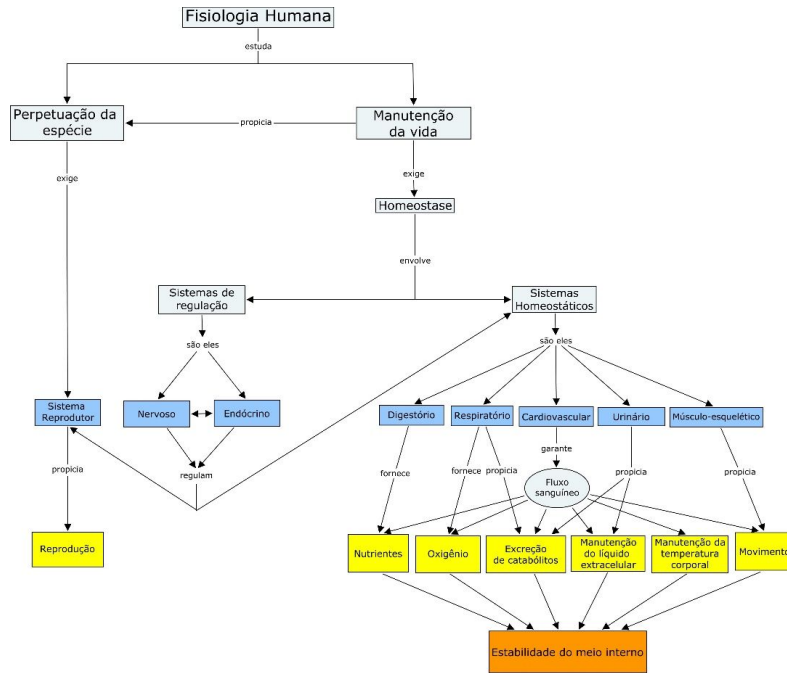 Fisiologia Humana
estuda
Perpetuação da
espécie
propicia
Manutenção
da vida
exige
exige
Homeostase
envolve
Sistemas de
regulação
Sistemas
Homeostáticos
são eles
são eles
Sistema
Reprodutor
Nervoso
Endócrino
Digestório
Respiratório
Cardiovascular
Urinário
Músculo-esquelético
garante
propicia
regulam
fornece
fornece
propicia
propicia
propicia
Fluxo
sanguíneo
Reprodução
Nutrientes
Oxigênio
Excreção
de catabólitos
Manutenção
do líquido
extracelular
Manutenção da
temperatura
corporal
Movimento
Estabilidade do meio interno